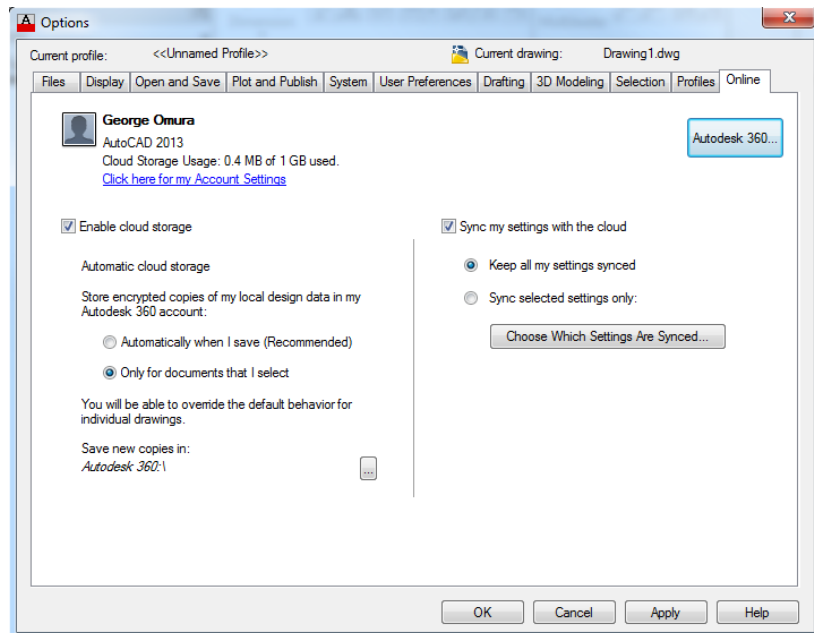 A Options
Current profile: <<Unnamed Profile>> Current drawing: Drawing1.dwg
Files Display Open and Save Plot and Publish System User Preferences Drafting 3D Modeling Selection Profiles Online
George Omura
AutoCAD 2013
Cloud Storage Usage: 0.4 MB of 1 GB used.
Click here for my Account Settings
Autodesk 360...
Enable cloud storage
Automatic cloud storage
Store encrypted copies of my local design data in my
Autodesk 360 account:
Automatically when I save (Recommended)
Only for documents that I select
You will be able to override the default behavior for
individual drawings.
Save new copies in:
Autodesk 360:\
...
Sync my settings with the cloud
Keep all my settings synced
Sync selected settings only:
Choose Which Settings Are Synced...
OK Cancel Apply Help